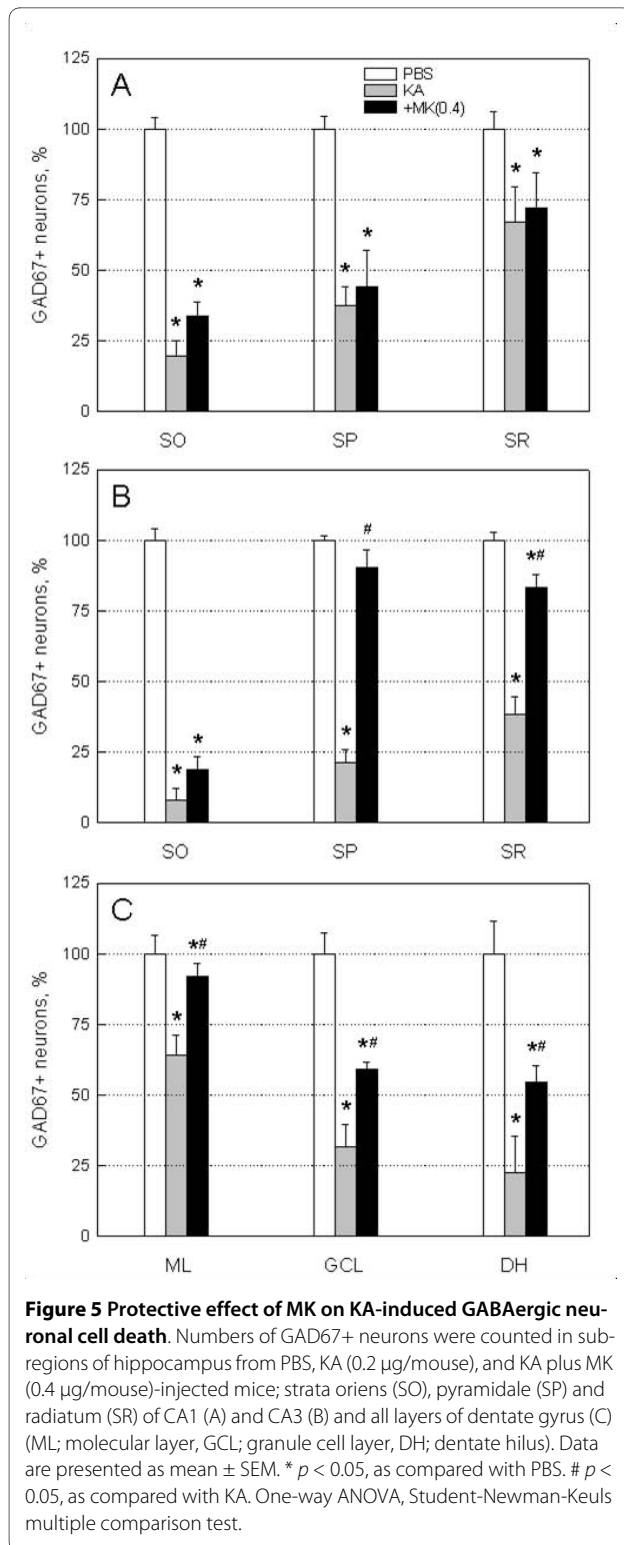 125
A
PBS
KA
+MK(0.4)
GAD67+ neurons, %
100
* *
75
* *
50
* *
25
0
SO SP SR
125
B
GAD67+ neurons, %
#
100
*#
75
50
*
* *
25
*
0
SO SP SR
125
C
GAD67+ neurons, %
*#
100
*
75
*# *#
50
*
*
25
0
ML GCL DH
Figure 5 Protective effect of MK on KA-induced GABAergic neu-
ronal cell death. Numbers of GAD67+ neurons were counted in sub-
regions of hippocampus from PBS, KA (0.2 μg/mouse), and KA plus MK
(0.4 μg/mouse)-injected mice; strata oriens (SO), pyramidale (SP) and
radiatum (SR) of CA1 (A) and CA3 (B) and all layers of dentate gyrus (C)
(ML; molecular layer, GCL; granule cell layer, DH; dentate hilus). Data
are presented as mean ± SEM. * p < 0.05, as compared with PBS. # p <
0.05, as compared with KA. One-way ANOVA, Student-Newman-Keuls
multiple comparison test.